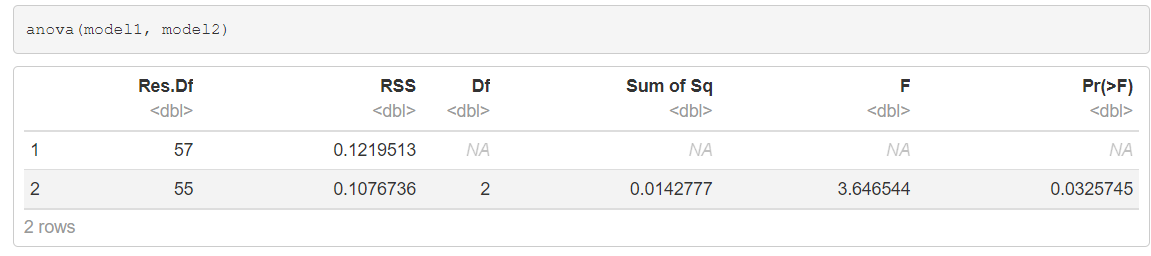 anova(model1, model2)
Res.Df RSS Df Sum of Sq F Pr(>F)
<dbl> <dbl> <dbl> <dbl> <dbl> <dbl>
1 57 0.1219513 NA NA NA NA
2 55 0.1076736 2 0.0142777 3.646544 0.0325745
2 rows